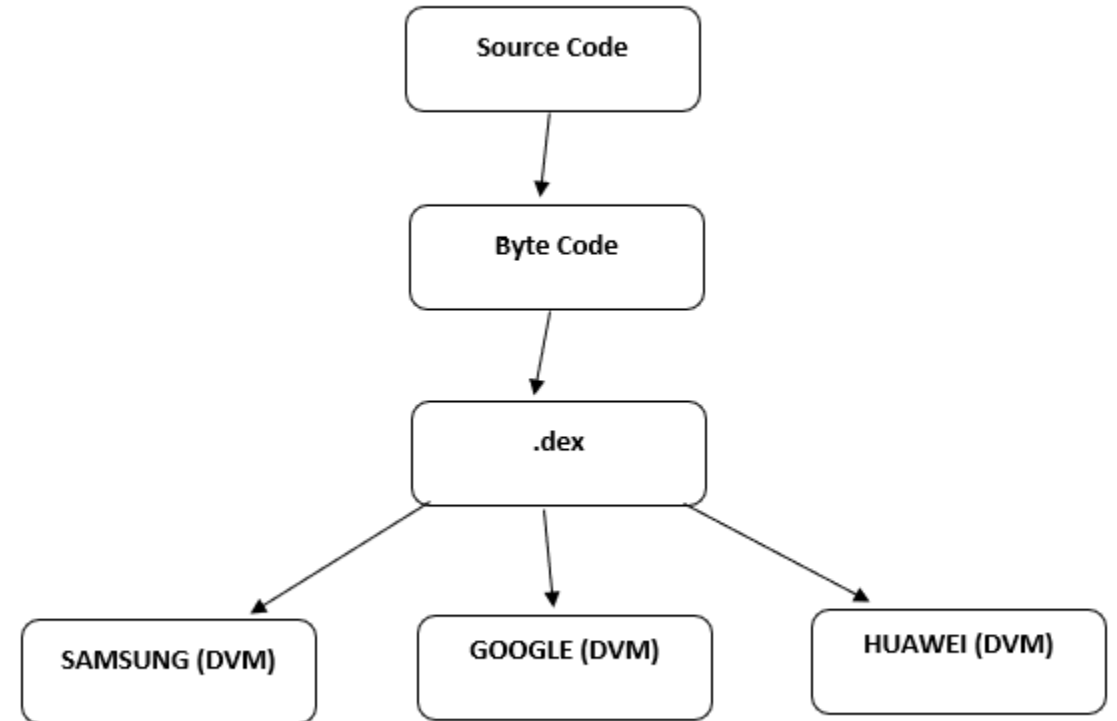 Source Code
Byte Code
.dex
SAMSUNG (DVM)
GOOGLE (DVM)
HUAWEI (DVM)